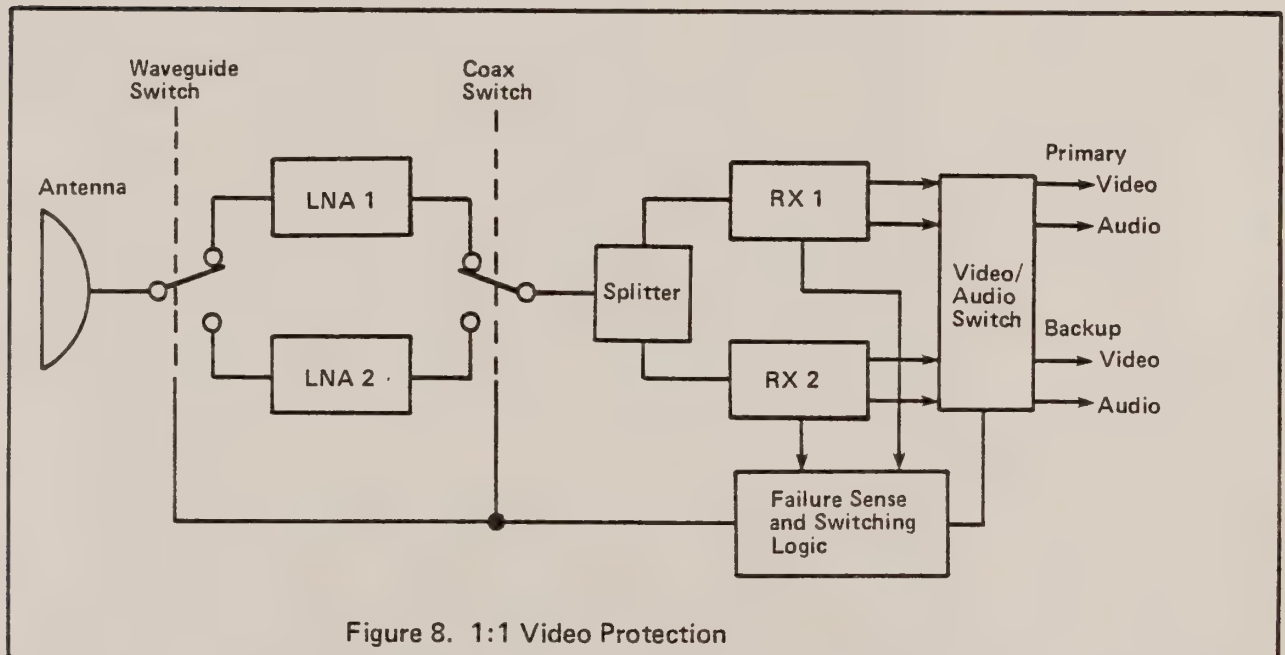 Waveguide
Switch
Coax
Switch
Antenna
LNA 1
LNA 2
Splitter
RX 1
RX 2
Video/
Audio
Switch
Primary
Video
Audio
Backup
Video
Audio
Failure Sense
and Switching
Logic
Figure 8. 1:1 Video Protection